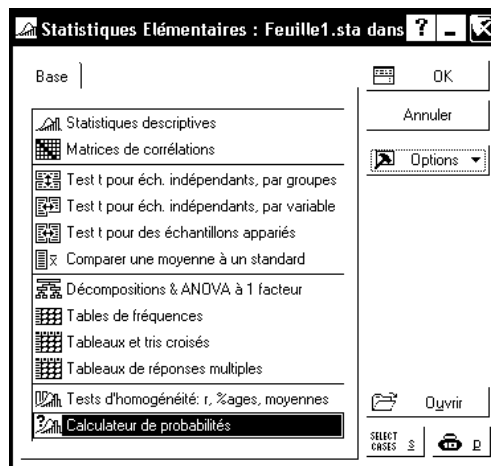 Statistiques Elémentaires : Feuille1.sta dans ? _
Base
OK
Annuler
Options
Statistiques descriptives
Matrices de corrélations
Test t pour éch. indépendants, par groupes
Test t pour éch. indépendants, par variable
Test t pour des échantillons appariés
Comparer une moyenne à un standard
Décompositions & ANOVA à 1 facteur
Tables de fréquences
Tableaux et tris croisés
Tableaux de réponses multiples
Tests d'homogénéité: r, %ages, moyennes
Calculateur de probabilités
Ouvrir
SELECT CASES S
D